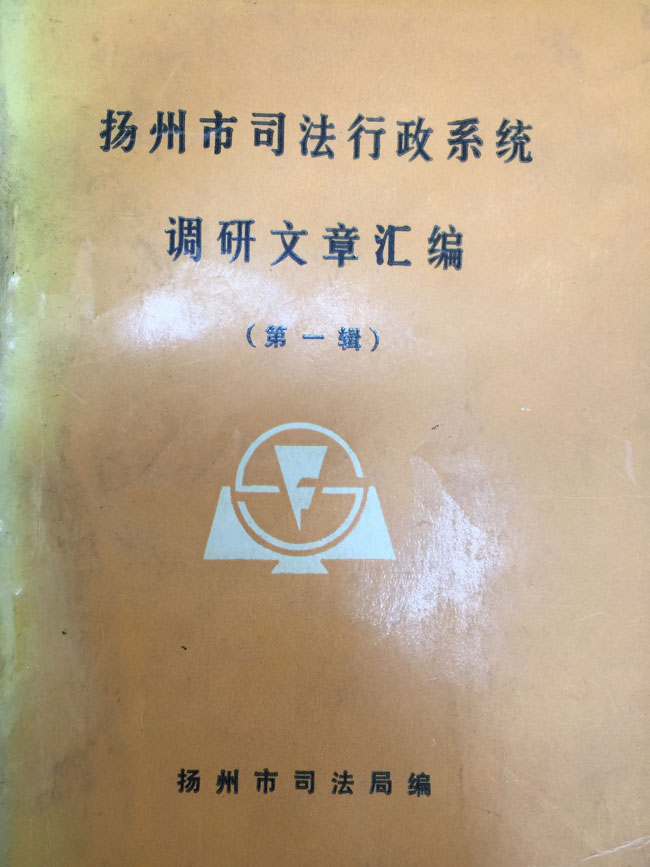 扬州市司法行政系统
调研文章汇编
（第一辑）
扬州市司法局编